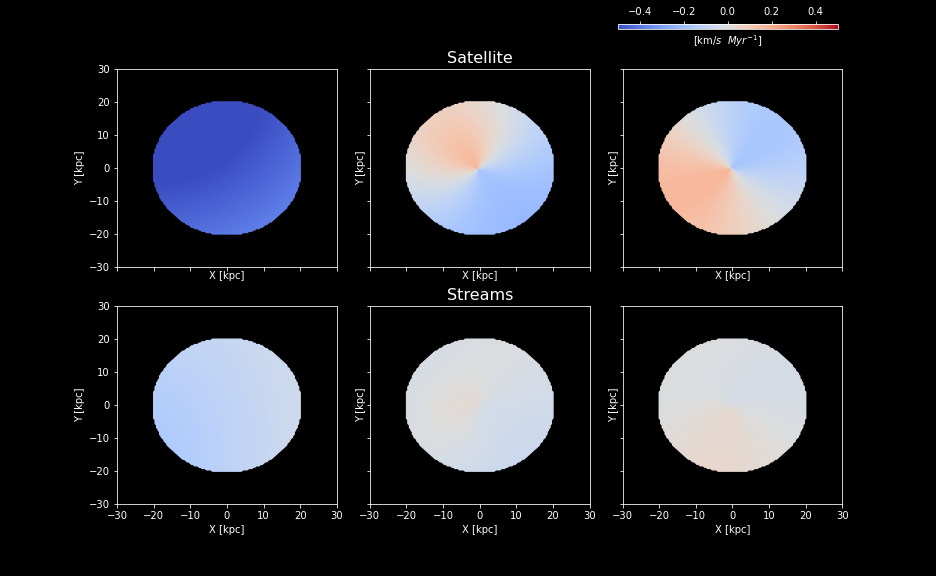 −0.4 −0.2 0.0 0.2 0.4
[km/s Myr⁻¹]
Satellite
30
20
10
0
−10
−20
−30
Y [kpc]
Y [kpc]
Y [kpc]
X [kpc] X [kpc] X [kpc]
Streams
30
20
10
0
−10
−20
−30
Y [kpc]
Y [kpc]
Y [kpc]
−30 −20 −10 0 10 20 30
−30 −20 −10 0 10 20 30
−30 −20 −10 0 10 20 30
X [kpc] X [kpc] X [kpc]